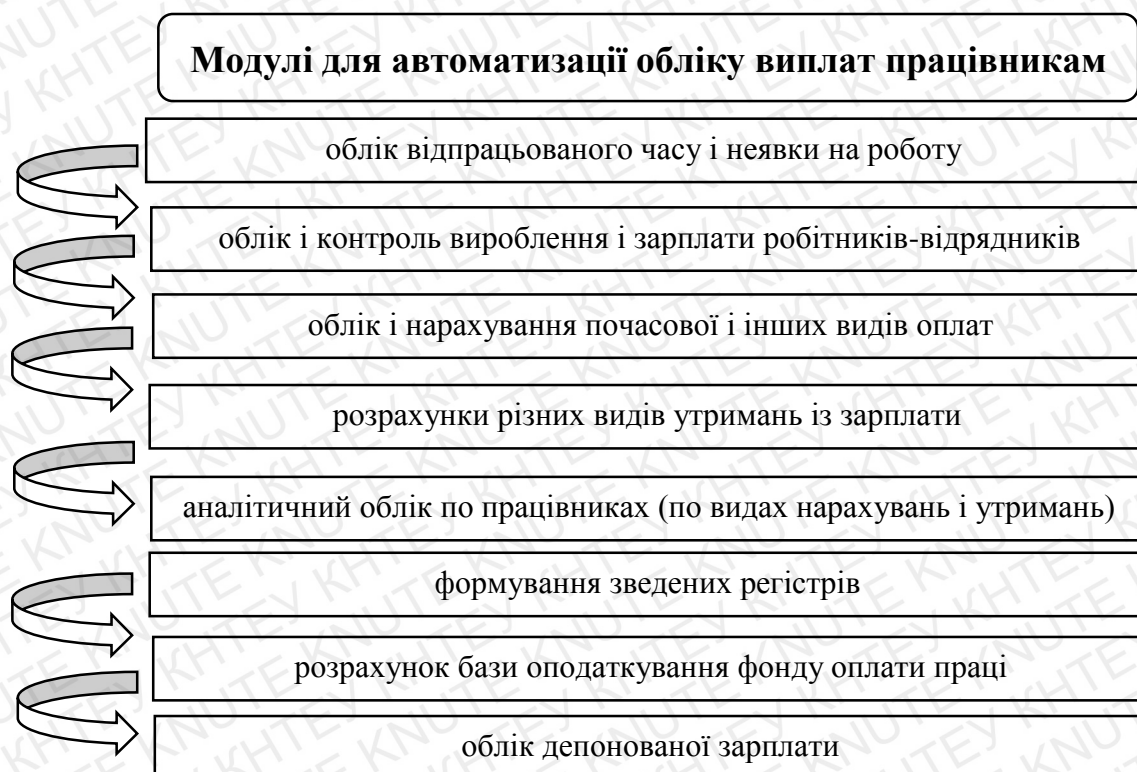 Модулі для автоматизації обліку виплат працівникам
облік відпрацьованого часу і неявки на роботу
облік і контроль вироблення і зарплати робітників-відрядників
облік і нарахування почасової і інших видів оплат
розрахунки різних видів утримань із зарплати
аналітичний облік по працівниках (по видах нарахувань і утримань)
формування зведених регістрів
розрахунок бази оподаткування фонду оплати праці
облік депонованої зарплати